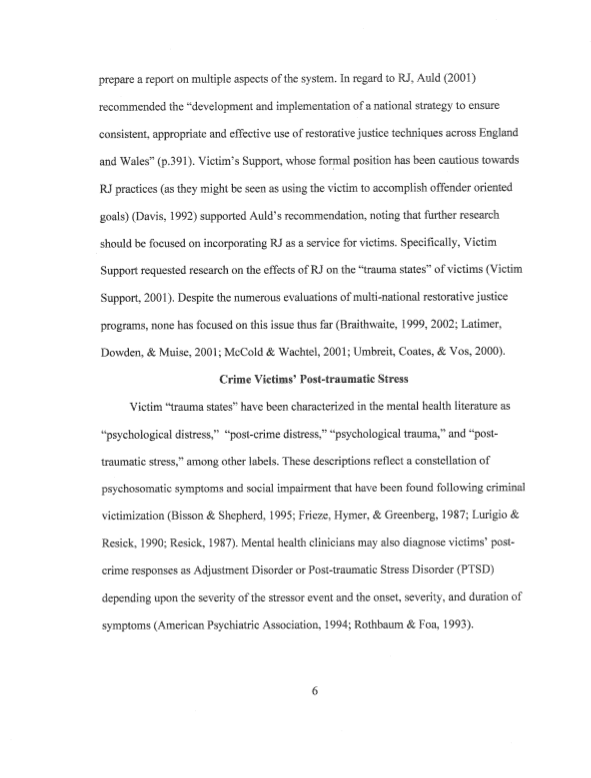 prepare a report on multiple aspects of the system. In regard to RJ, Auld (2001)
recommended the “development and implementation of a national strategy to ensure
consistent, appropriate and effective use of restorative justice techniques across England
and Wales” (p.391). Victim’s Support, whose formal position has been cautious towards
RJ practices (as they might be seen as using the victim to accomplish offender oriented
goals) (Davis, 1992) supported Auld’s recommendation, noting that further research
should be focused on incorporating RJ as a service for victims. Specifically, Victim
Support requested research on the effects of RJ on the “trauma states” of victims (Victim
Support, 2001). Despite the numerous evaluations of multi-national restorative justice
programs, none has focused on this issue thus far (Braithwaite, 1999, 2002; Latimer,
Dowden, & Muise, 2001; McCold & Wachtel, 2001; Umbreit, Coates, & Vos, 2000).
Crime Victims’ Post-traumatic Stress
Victim “trauma states” have been characterized in the mental health literature as
“psychological distress,” “post-crime distress,” “psychological trauma,” and “post-
traumatic stress,” among other labels. These descriptions reflect a constellation of
psychosomatic symptoms and social impairment that have been found following criminal
victimization (Bisson & Shepherd, 1995; Frieze, Hymer, & Greenberg, 1987; Lurigio &
Resick, 1990; Resick, 1987). Mental health clinicians may also diagnose victims’ post-
crime responses as Adjustment Disorder or Post-traumatic Stress Disorder (PTSD)
depending upon the severity of the stressor event and the onset, severity, and duration of
symptoms (American Psychiatric Association, 1994; Rothbaum & Foa, 1993).
6